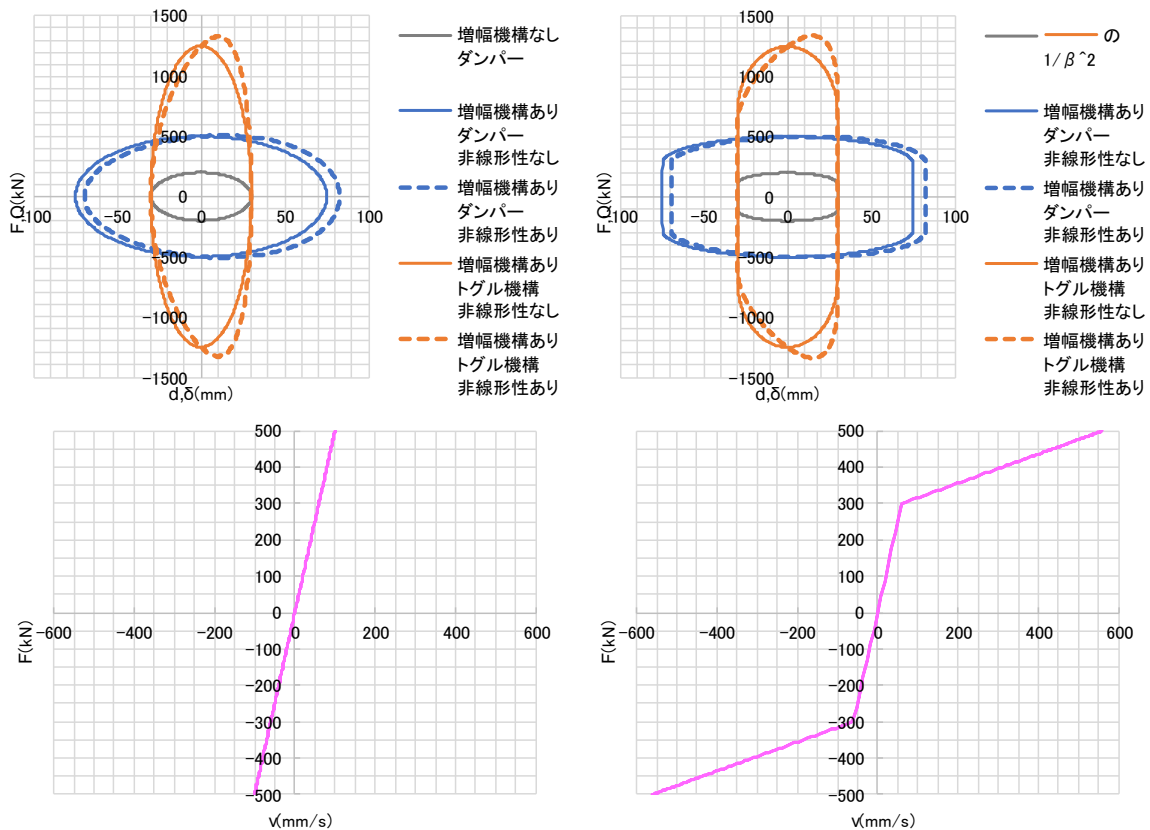 1500
1000
500
0
-500
-1000
-1500
-100
-50
0
50
100
F,Q(kN)
d,δ(mm)
増幅機構なし
ダンパー
増幅機構あり
ダンパー
非線形性なし
増幅機構あり
ダンパー
非線形性あり
増幅機構あり
トグル機構
非線形性なし
増幅機構あり
トグル機構
非線形性あり
1500
1000
500
0
-500
-1000
-1500
-100
-50
0
50
100
F,Q(kN)
d,δ(mm)
の
1/β^2
増幅機構あり
ダンパー
非線形性なし
増幅機構あり
ダンパー
非線形性あり
増幅機構あり
トグル機構
非線形性なし
増幅機構あり
トグル機構
非線形性あり
500
400
300
200
100
0
-100
-200
-300
-400
-500
-600
-400
-200
0
200
400
600
F(kN)
v(mm/s)
500
400
300
200
100
0
-100
-200
-300
-400
-500
-600
-400
-200
0
200
400
600
F(kN)
v(mm/s)